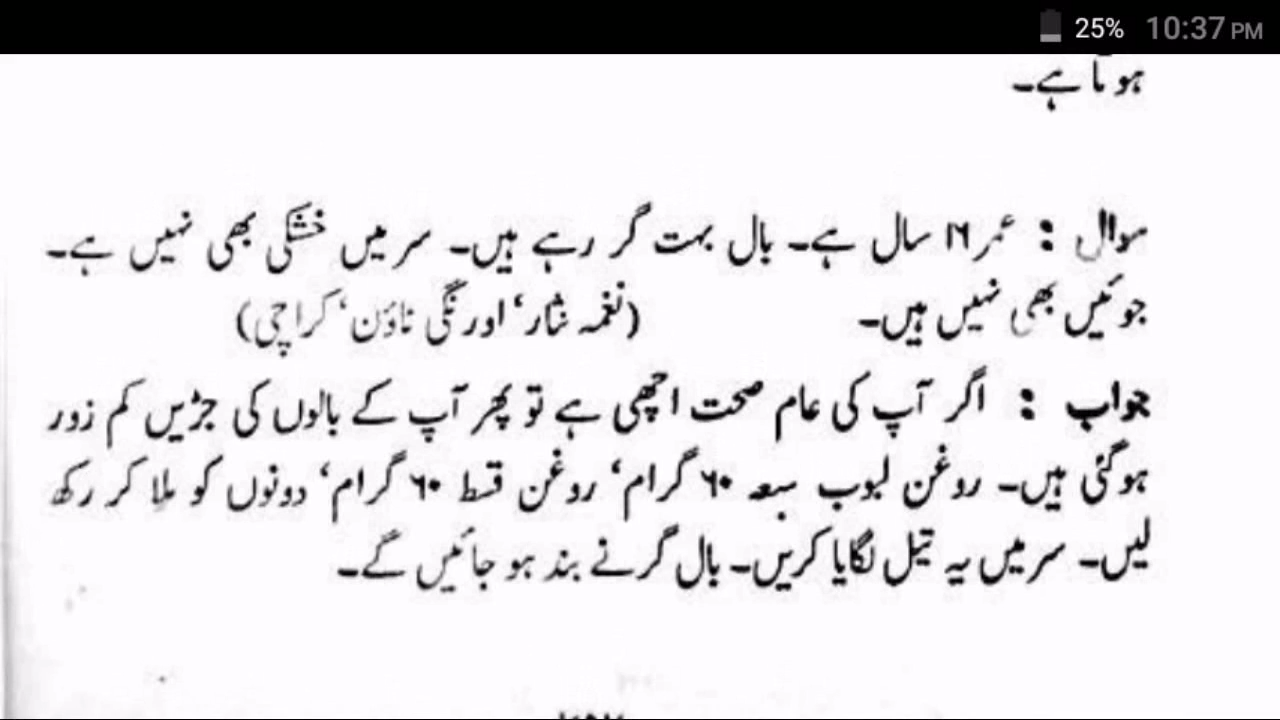 25% 10:37 PM
ہوتا ہے۔
سوال : عمر ۱۶ سال ہے۔ بال بہت گر رہے ہیں۔ سر میں خشکی بھی نہیں ہے۔
جوئیں بھی نہیں ہیں۔ (نغمہ نثار‘ اورنگی ٹاؤن‘ کراچی)
جواب : اگر آپ کی عام صحت اچھی ہے تو پھر آپ کے بالوں کی جڑیں کم زور
ہوگئی ہیں۔ روغن لبوب سبعہ ۶۰ گرام‘ روغن قسط ۶۰ گرام‘ دونوں کو ملا کر رکھ
لیں۔ سر میں یہ تیل لگایا کریں۔ بال گرنے بند ہو جائیں گے۔